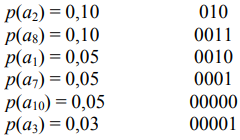 p(a₂) = 0,10 010
p(a₈) = 0,10 0011
p(a₁) = 0,05 0010
p(a₇) = 0,05 0001
p(a₁₀) = 0,05 00000
p(a₃) = 0,03 00001